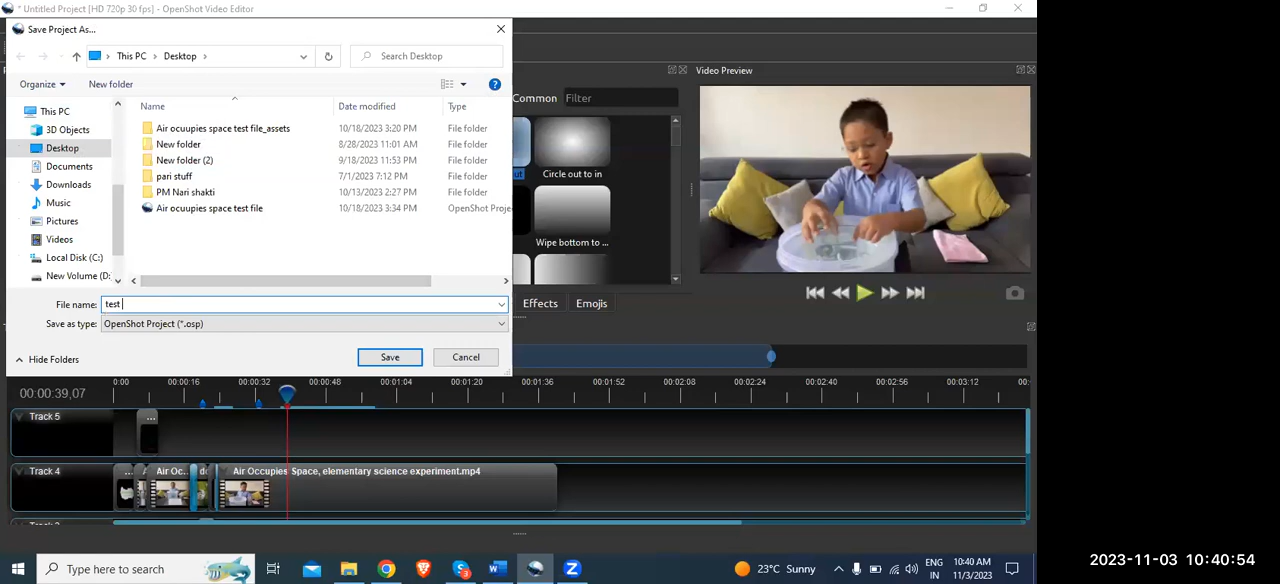 * Untitled Project [HD 720p 30 fps] - OpenShot Video Editor
Save Project As...
This PC > Desktop >
Search Desktop
Organize
New folder
Name
Date modified
Type
This PC
3D Objects
Desktop
Documents
Downloads
Music
Pictures
Videos
Local Disk (C:)
New Volume (D:
Air ocuupies space test file_assets 10/18/2023 3:20 PM File folder
New folder 8/28/2023 11:01 AM File folder
New folder (2) 9/18/2023 11:53 PM File folder
pari stuff 7/1/2023 7:12 PM File folder
PM Nari shakti 10/13/2023 2:27 PM File folder
Air ocuupies space test file 10/18/2023 3:34 PM OpenShot Proje
File name: test
Save as type: OpenShot Project (*.osp)
Hide Folders
Save
Cancel
Common
Filter
ut
Circle out to in
Wipe bottom to ...
Effects
Emojis
Video Preview
00:00:39,07
0:00 00:00:16 00:00:32 00:00:48 00:01:04 00:01:20 00:01:36 00:01:52 00:02:08 00:02:24 00:02:40 00:02:56 00:03:12 00:
Track 5
...
Track 4
... A Air Oc... do Air Occupies Space, elementary science experiment.mp4
Type here to search
23°C Sunny
ENG
IN
10:40 AM
11/3/2023
2023-11-03 10:40:54